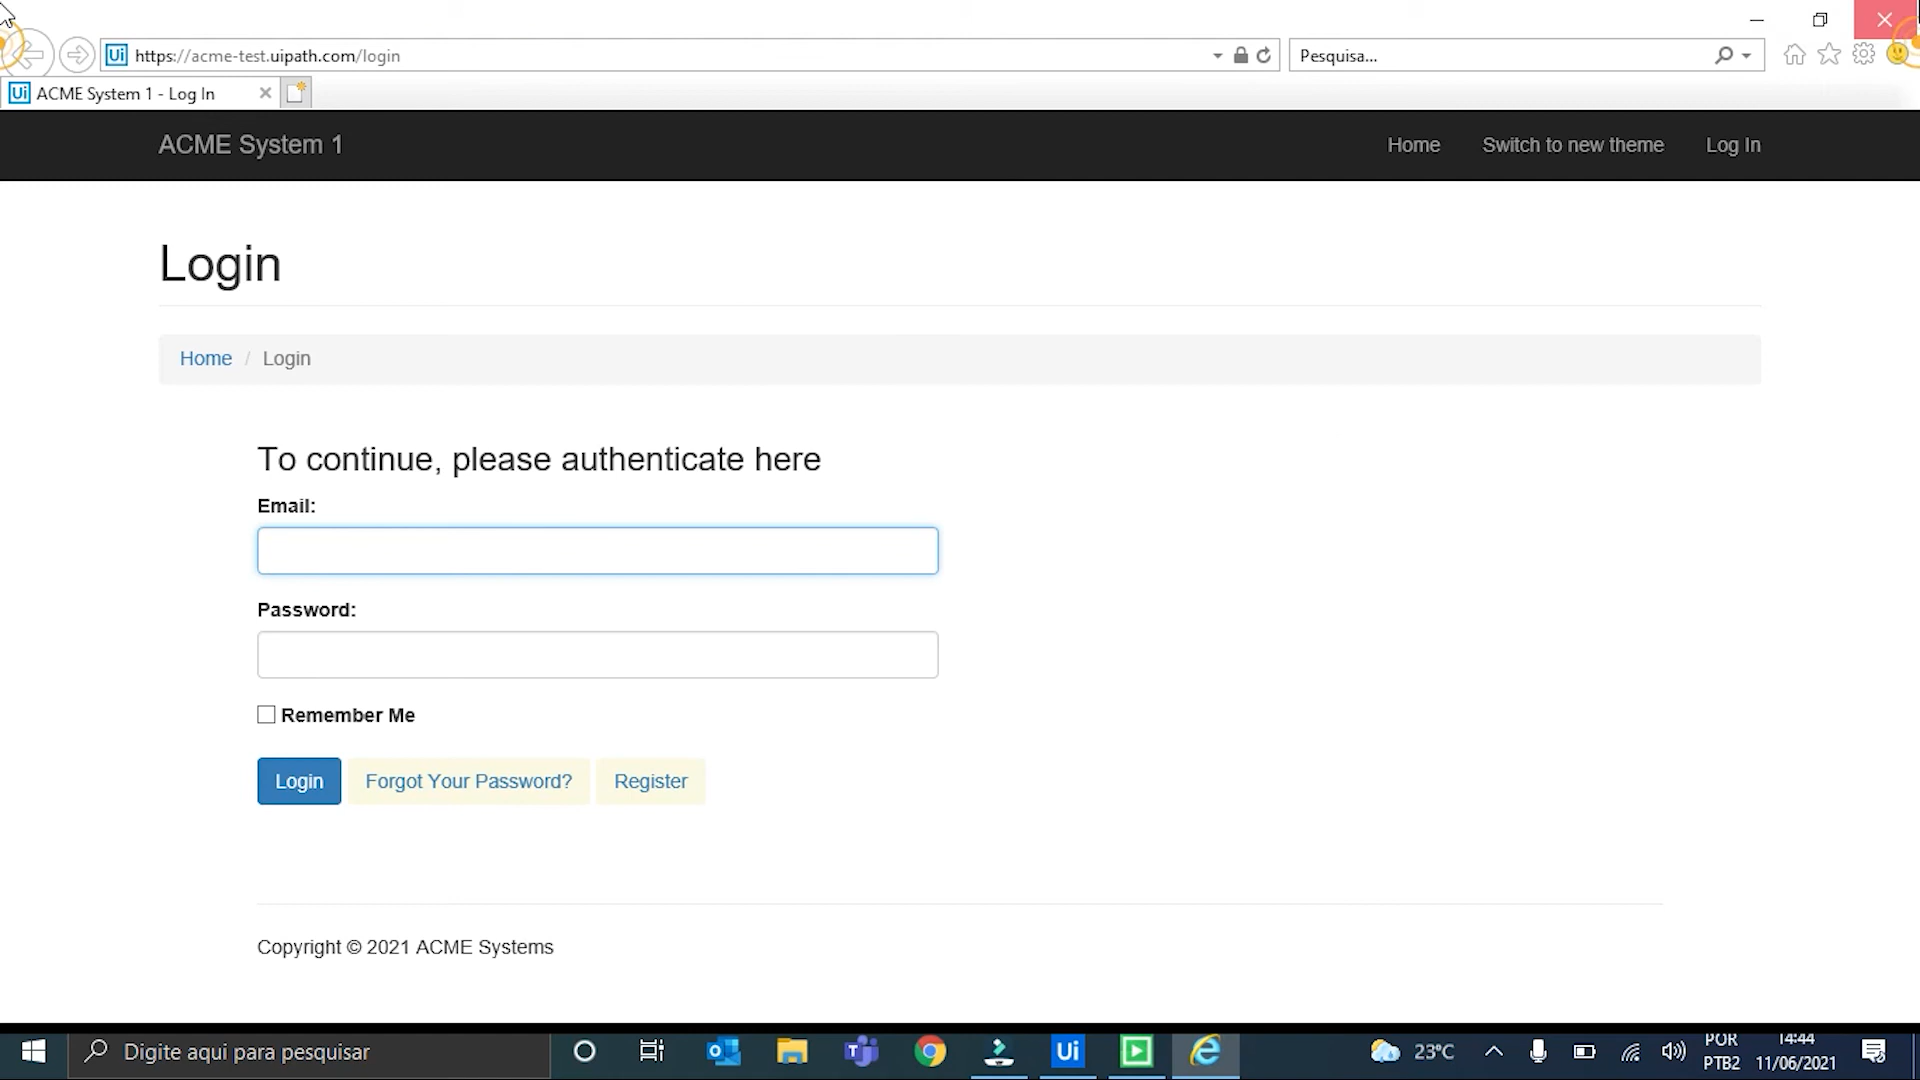 https://acme-test.uipath.com/login
Pesquisa...
Ui ACME System 1 - Log In
ACME System 1
Home
Switch to new theme
Log In
Login
Home / Login
To continue, please authenticate here
Email:
Password:
Remember Me
Login
Forgot Your Password?
Register
Copyright © 2021 ACME Systems
Digite aqui para pesquisar
Ui
23°C
POR
PTB2
14:44
11/06/2021